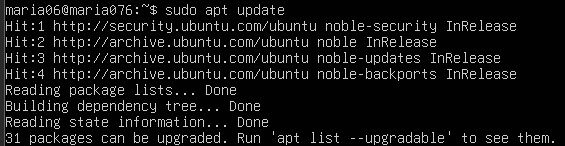 maria06@maria076:~$ sudo apt update
Hit:1 http://security.ubuntu.com/ubuntu noble-security InRelease
Hit:2 http://archive.ubuntu.com/ubuntu noble InRelease
Hit:3 http://archive.ubuntu.com/ubuntu noble-updates InRelease
Hit:4 http://archive.ubuntu.com/ubuntu noble-backports InRelease
Reading package lists... Done
Building dependency tree... Done
Reading state information... Done
31 packages can be upgraded. Run 'apt list --upgradable' to see them.